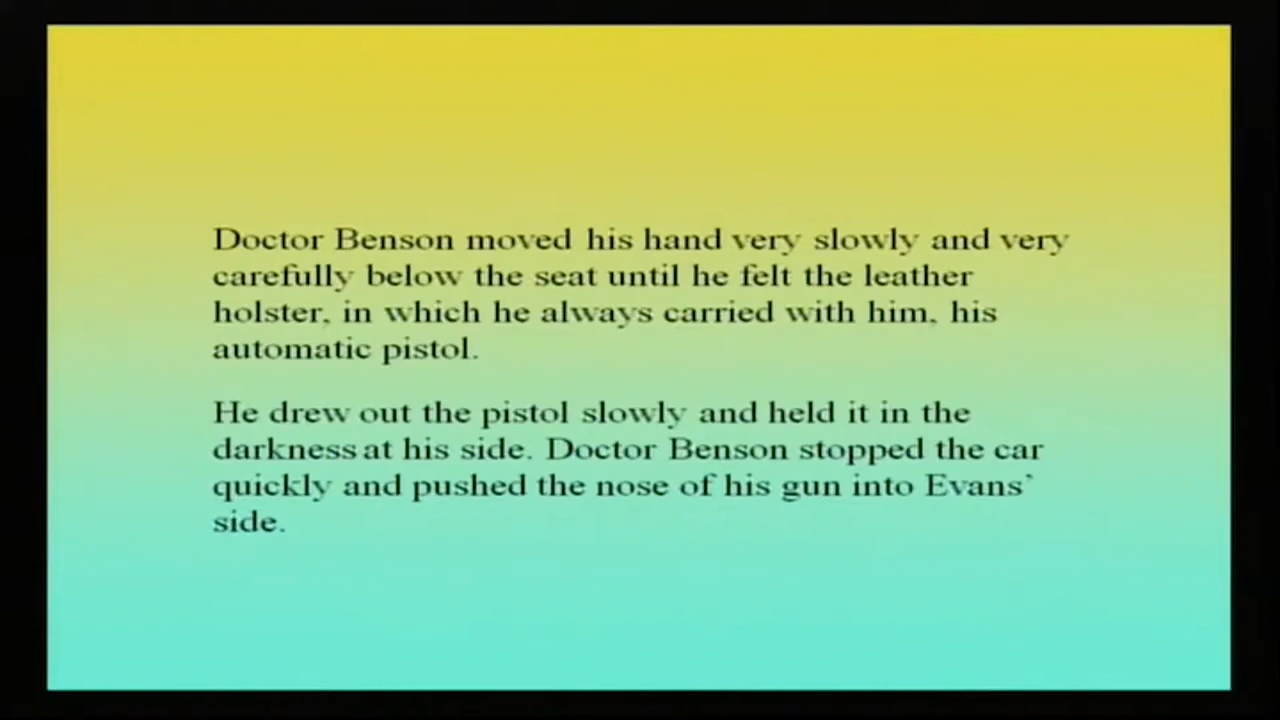 Doctor Benson moved his hand very slowly and very
carefully below the seat until he felt the leather
holster, in which he always carried with him, his
automatic pistol.
He drew out the pistol slowly and held it in the
darkness at his side. Doctor Benson stopped the car
quickly and pushed the nose of his gun into Evans’
side.